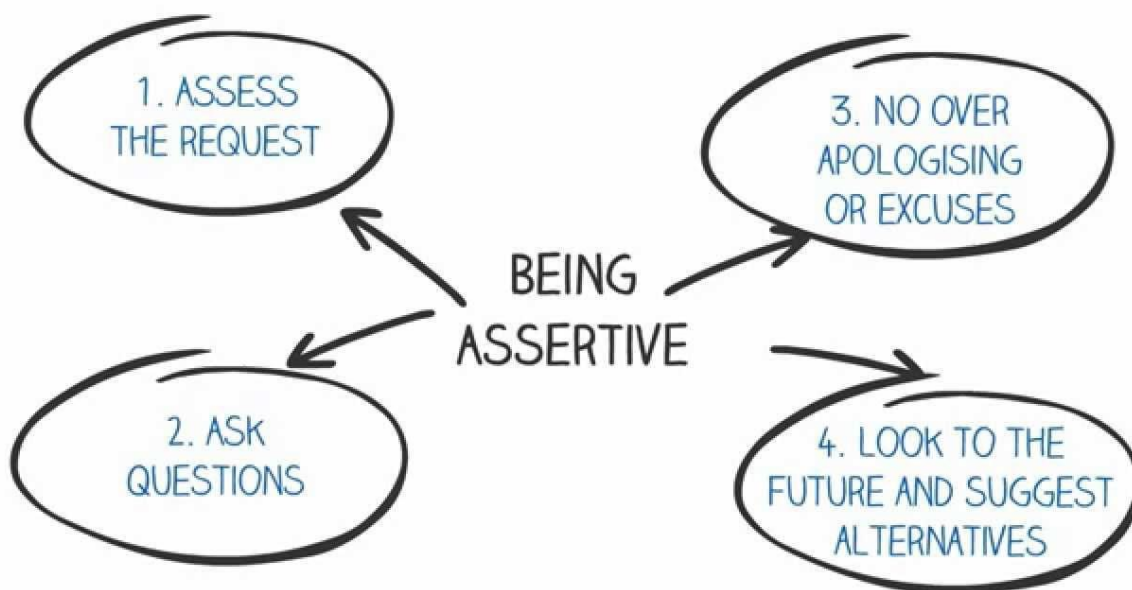 1. ASSESS
THE REQUEST
2. ASK
QUESTIONS
BEING
ASSERTIVE
3. NO OVER
APOLOGISING
OR EXCUSES
4. LOOK TO THE
FUTURE AND SUGGEST
ALTERNATIVES